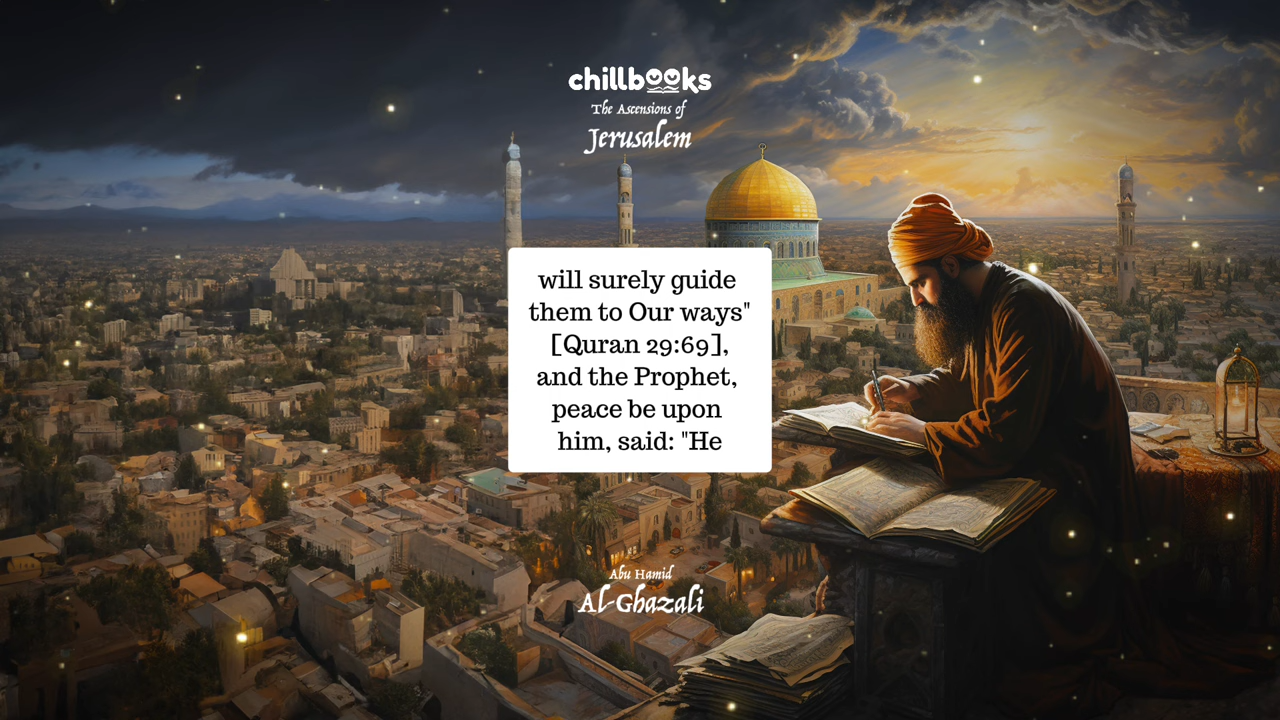 chillbooks
The Ascensions of
Jerusalem
will surely guide
them to Our ways"
[Quran 29:69],
and the Prophet,
peace be upon
him, said: "He
Abu Hamid
Al-Ghazali